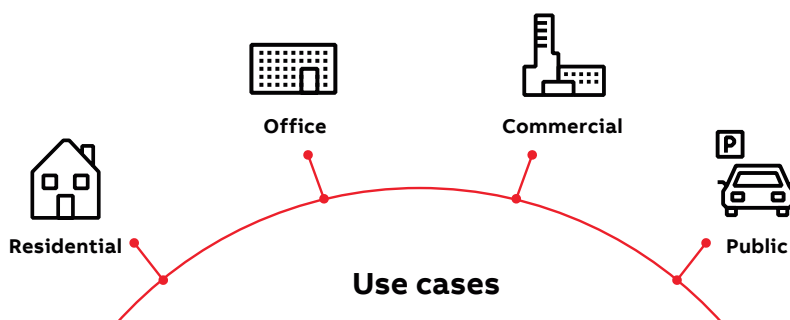 Office
Commercial
P
Residential
Public
Use cases